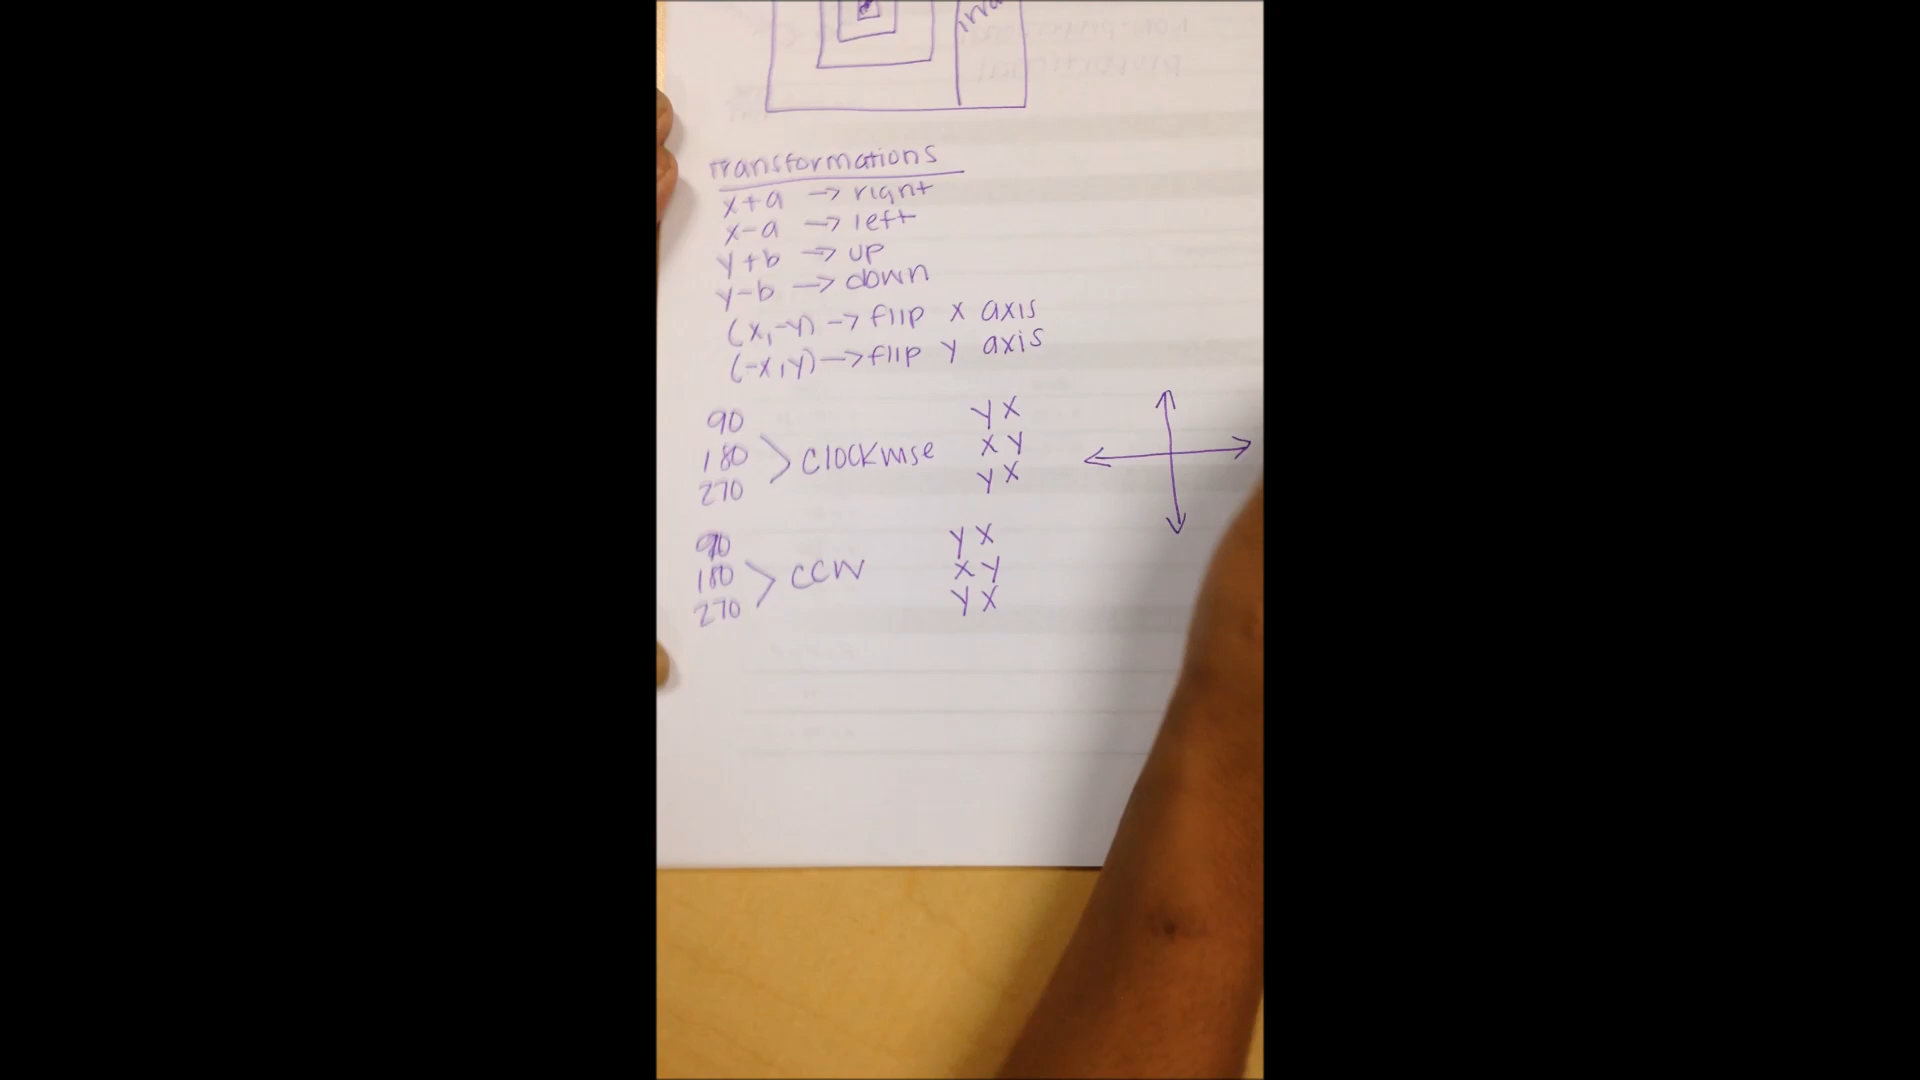 Transformations
x+a → right
x-a → left
y+b → up
y-b → down
(x,-y) → flip x axis
(-x,y) → flip y axis
90
180 > clockwise
270
y x
x y
y x
90
180 > CCW
270
y x
x y
y x